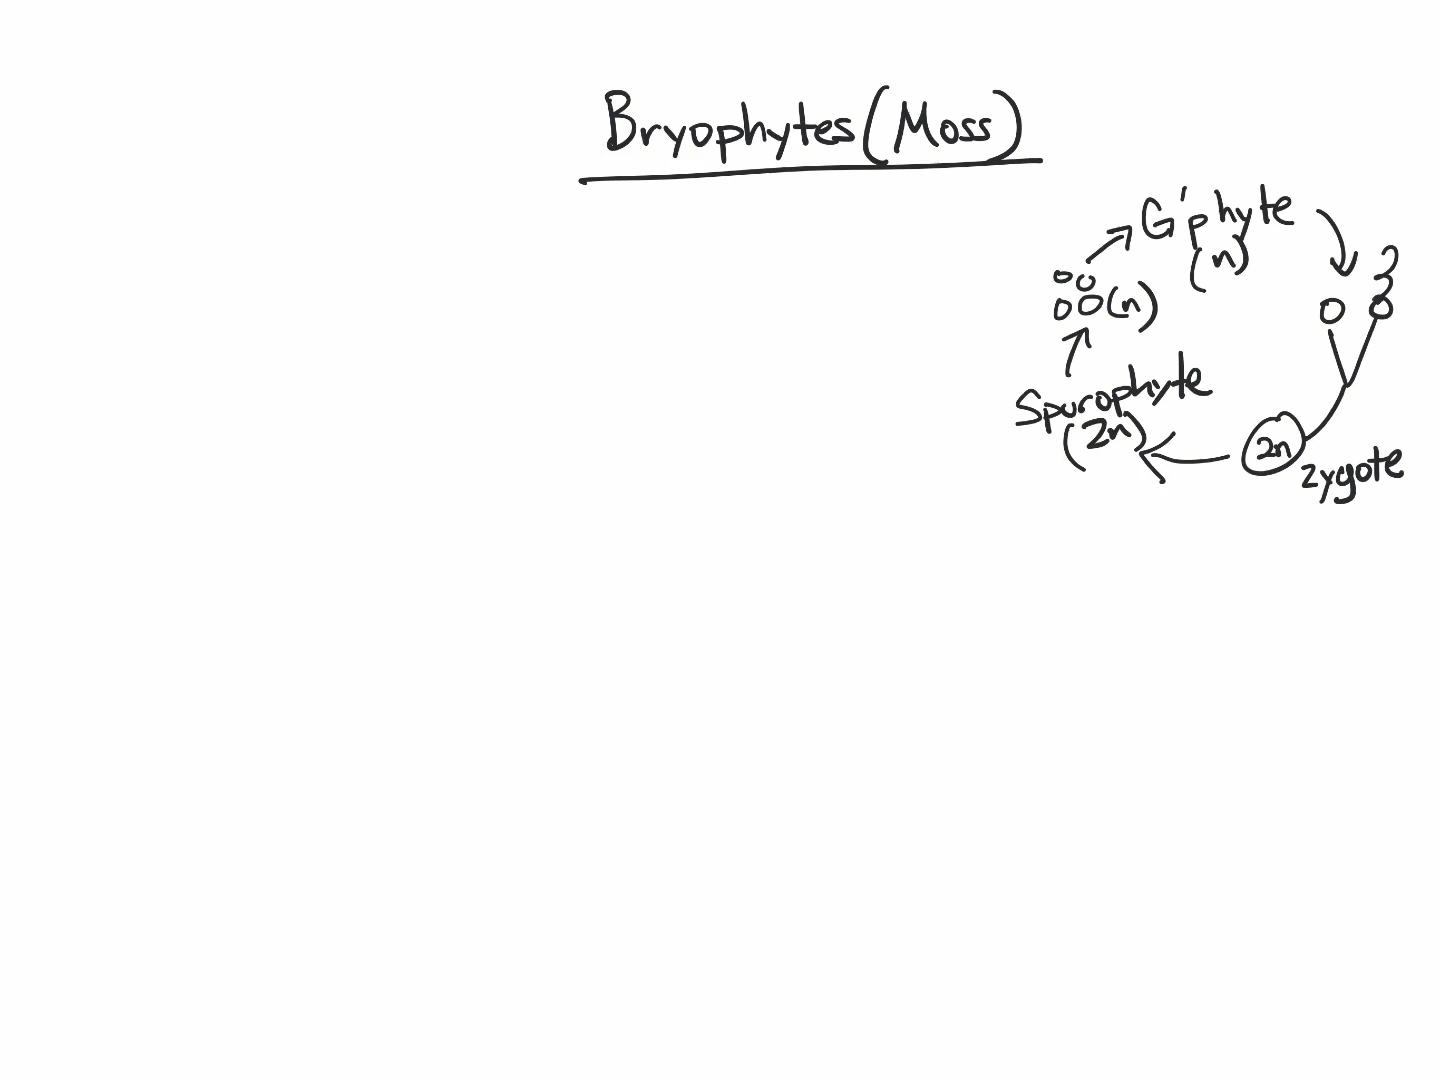 Bryophytes (Moss)
G'phyte
(n)
(n)
Sporophyte
(2n)
2n
zygote